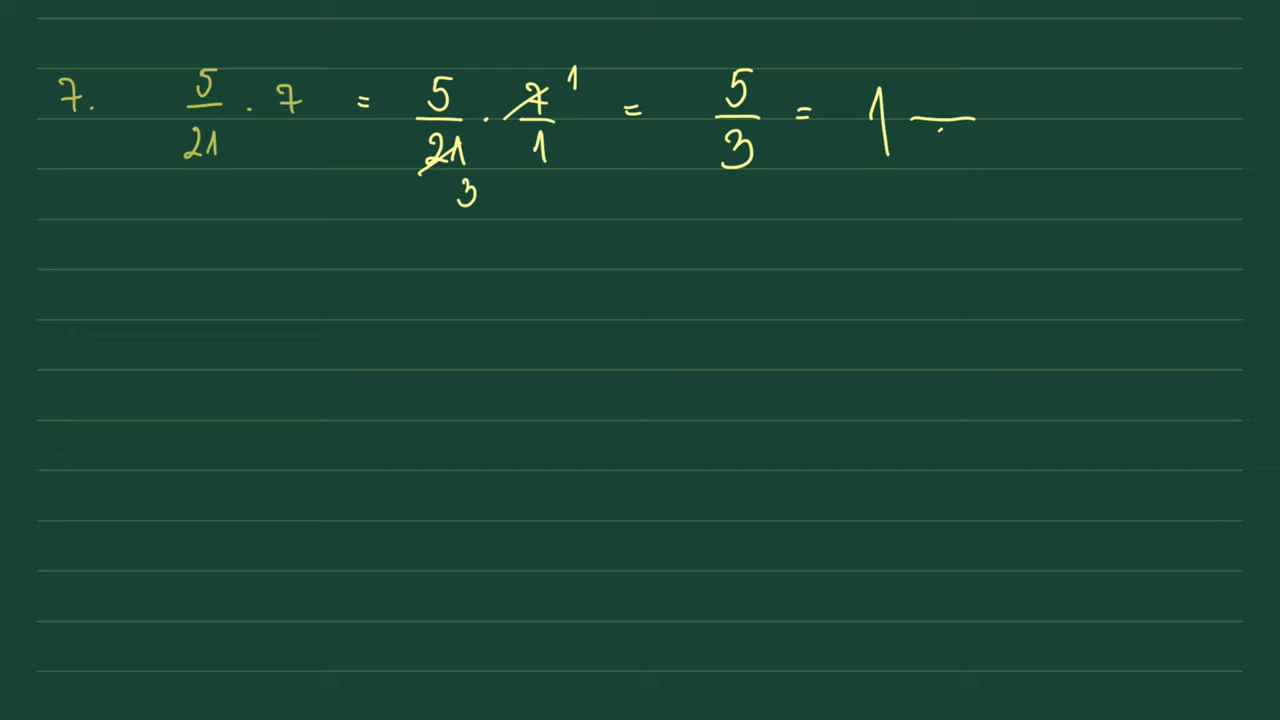 7. 5/21 · 7 = 5/21 · 7/1 1 = 5/3 = 1
3